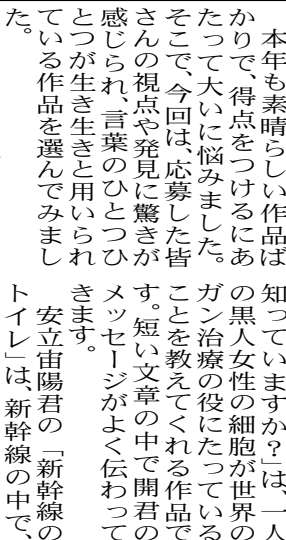 本年も素晴らしい作品ば
かりで、得点をつけるにあ
たって大いに悩みました。
そこで、今回は、応募した皆
さんの視点や発見に驚きが
感じられ、言葉のひとつひ
とつが生き生きと用いられ
ている作品を選んでみまし
た。
知っていますか？」は、一人
の黒人女性の細胞が世界の
ガン治療の役にたっている
ことを教えてくれる作品で
す。短い文章の中で開君の
メッセージがよく伝わって
きます。
　安立宙陽君の「新幹線の
トイレ」は、新幹線の中で、